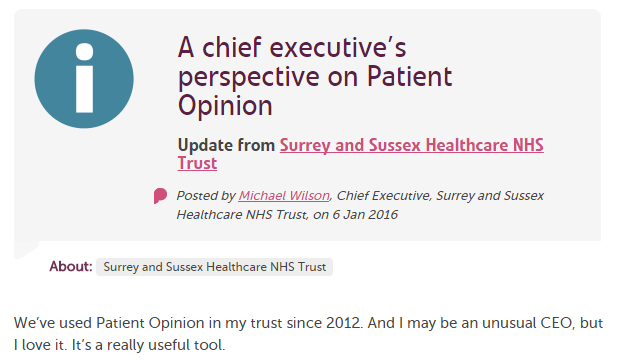 A chief executive’s
perspective on Patient
Opinion
Update from Surrey and Sussex Healthcare NHS
Trust
Posted by Michael Wilson, Chief Executive, Surrey and Sussex
Healthcare NHS Trust, on 6 Jan 2016
About: Surrey and Sussex Healthcare NHS Trust
We’ve used Patient Opinion in my trust since 2012. And I may be an unusual CEO, but
I love it. It’s a really useful tool.